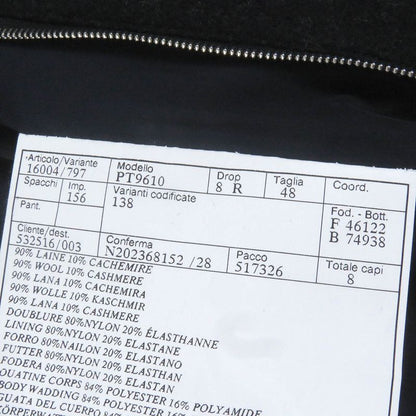 Articolo/Variante Modello Drop Taglia Coord.
16004/797 PT9610 8 R 48
Spacchi Imp. Varianti codificate
156 138
Pant. Fod. - Bott.
F 46122
B 74938
Cliente/dest. Conferma Pacco Totale capi
532516/003 N202368152 /28 517326 8
90% LAINE 10% CACHEMIRE
90% WOOL 10% CASHMERE
90% LANA 10% CACHEMIRA
90% WOLLE 10% KASCHMIR
90% LANA 10% CASHMERE
DOUBLURE 80%NYLON 20% ÉLASTHANNE
LINING 80%NYLON 20% ELASTANE
FORRO 80%NAILON 20% ELASTANO
FUTTER 80%NYLON 20% ELASTHAN
FODERA 80%NYLON 20% ELASTAN
OUATINE CORPS 84% POLYESTER 16% POLYAMIDE
BODY WADDING 84% POLYESTER 16%
GUATA DEL CUERPO 84%
KÖRPERWATT